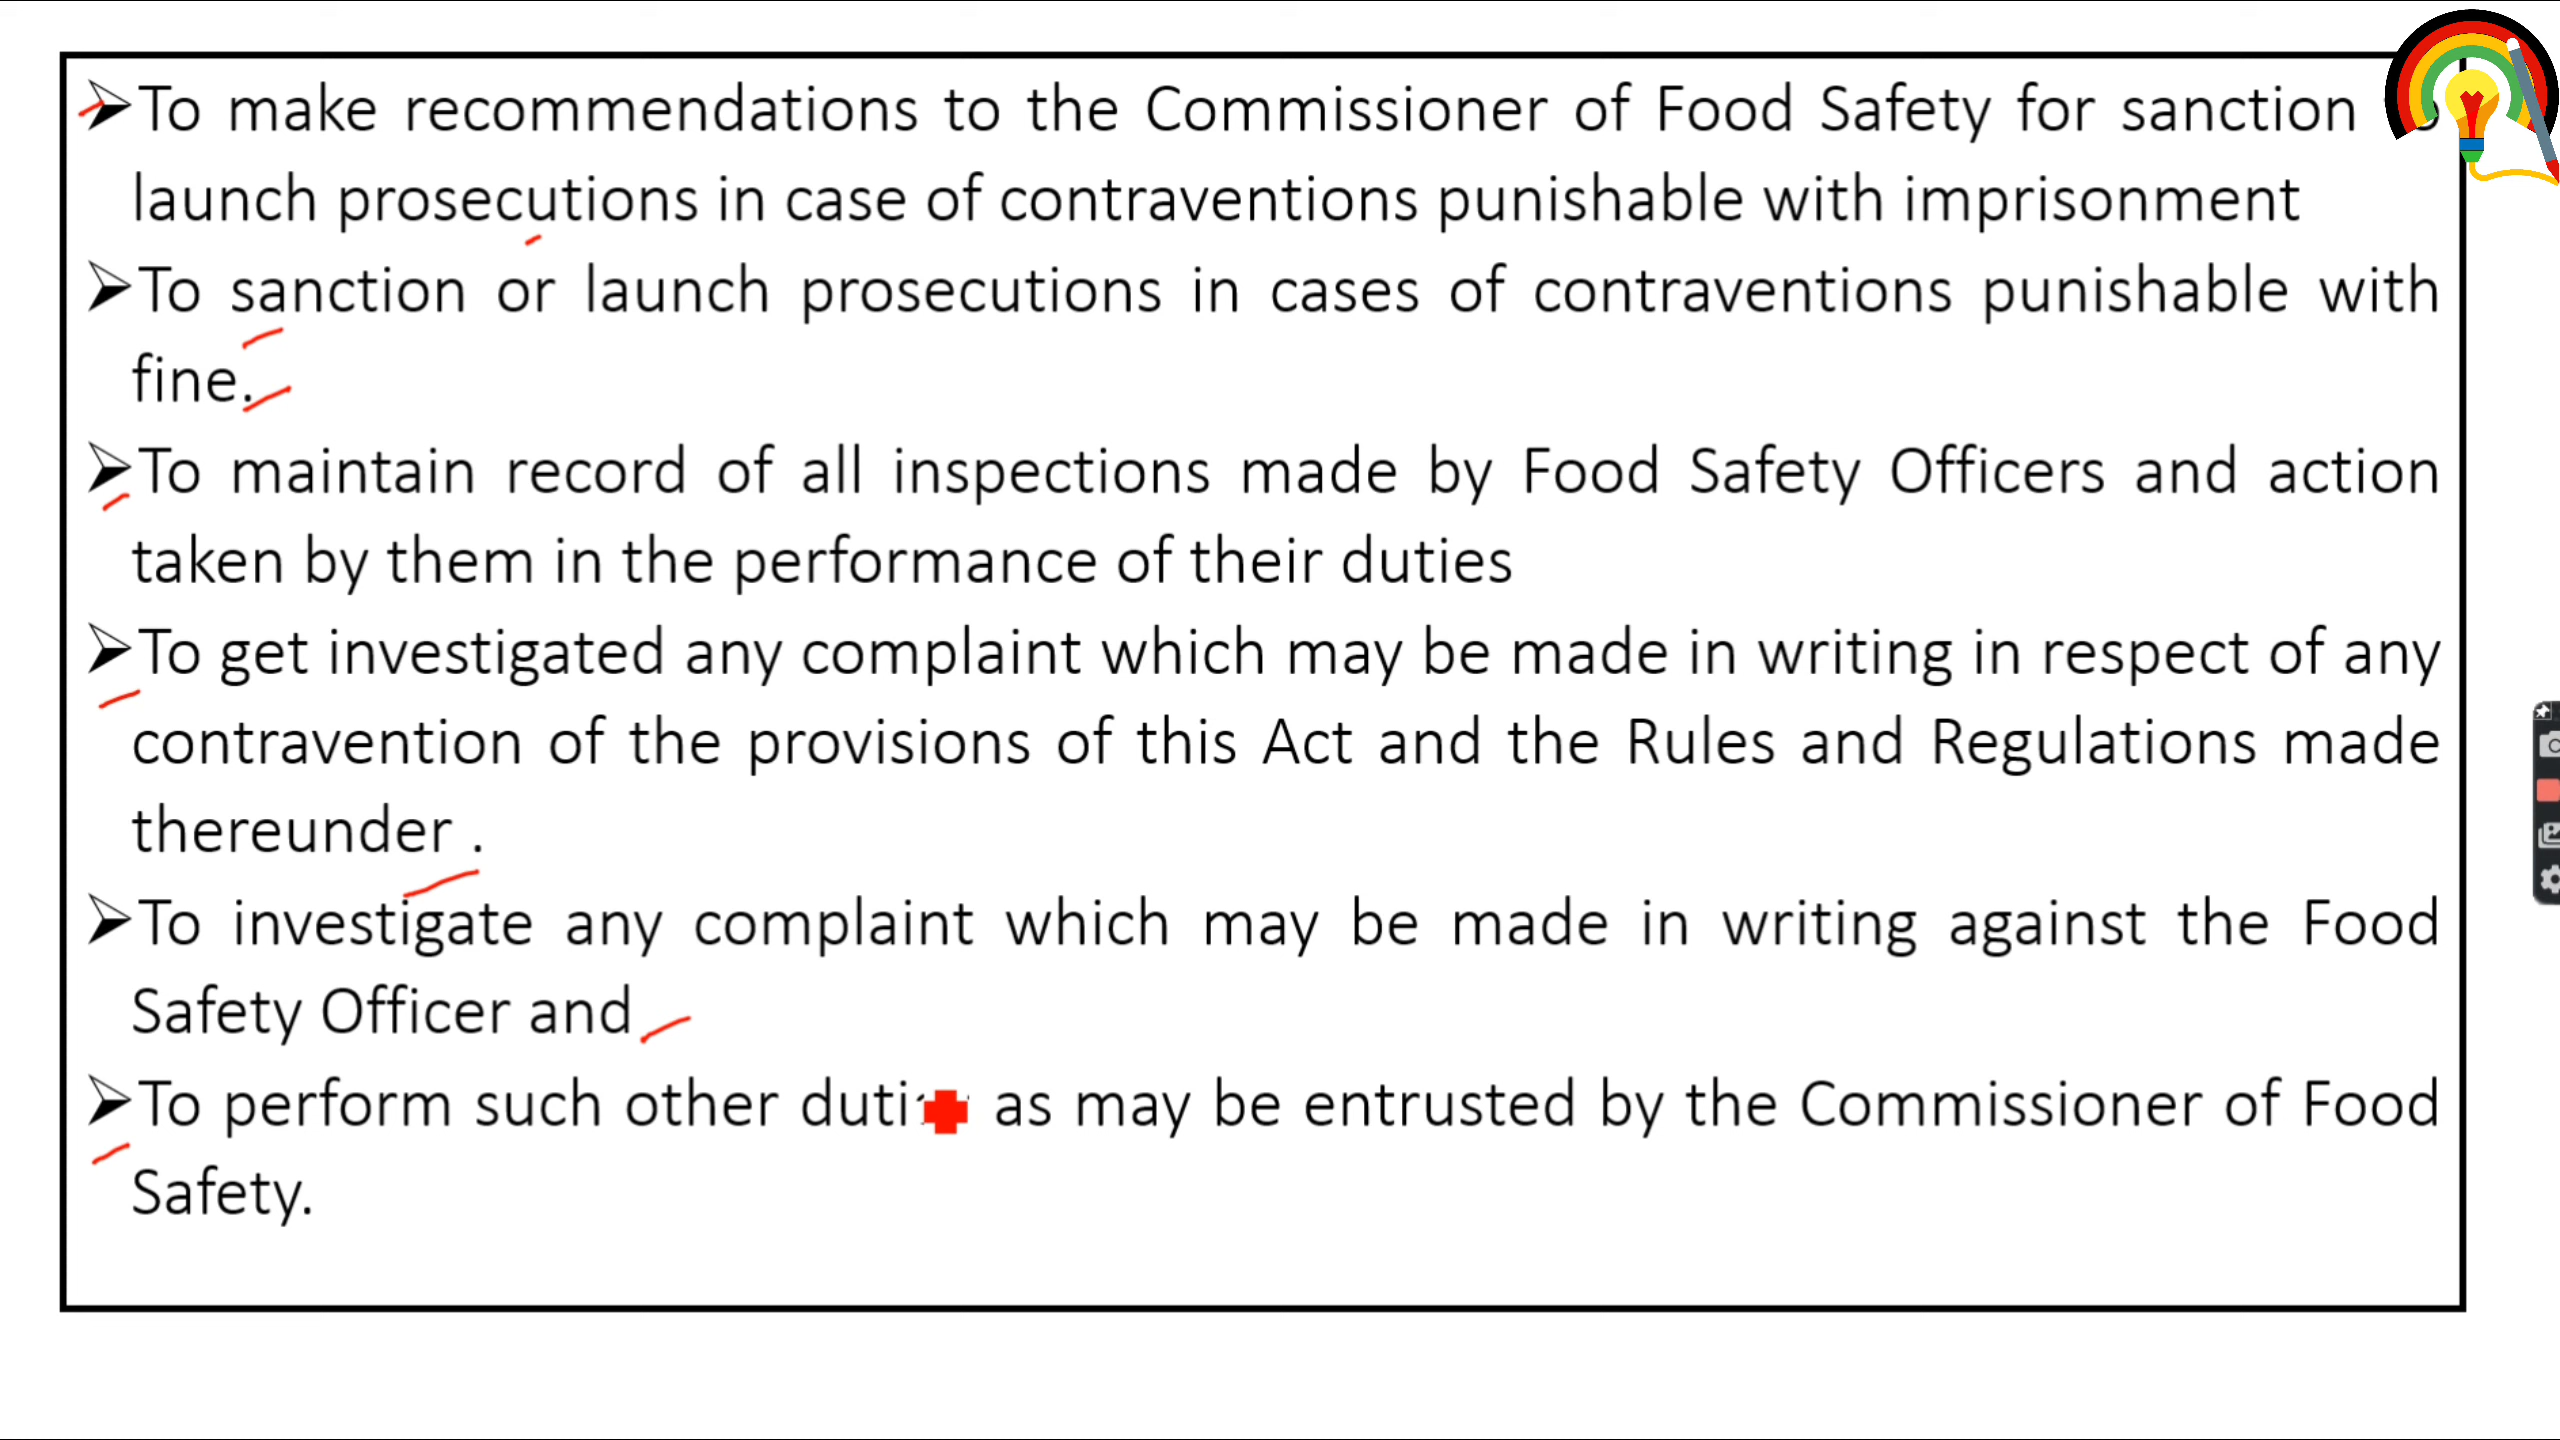 ➢To make recommendations to the Commissioner of Food Safety for sanction
launch prosecutions in case of contraventions punishable with imprisonment
➢To sanction or launch prosecutions in cases of contraventions punishable with
fine.
➢To maintain record of all inspections made by Food Safety Officers and action
taken by them in the performance of their duties
➢To get investigated any complaint which may be made in writing in respect of any
contravention of the provisions of this Act and the Rules and Regulations made
thereunder .
➢To investigate any complaint which may be made in writing against the Food
Safety Officer and
➢To perform such other as may be entrusted by the Commissioner of Food
Safety.